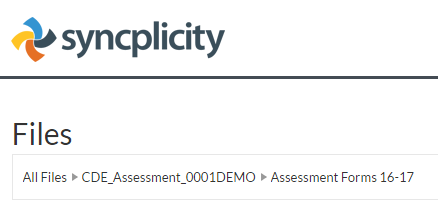 syncplicity
Files
All Files ▸ CDE_Assessment_0001DEMO ▸ Assessment Forms 16-17